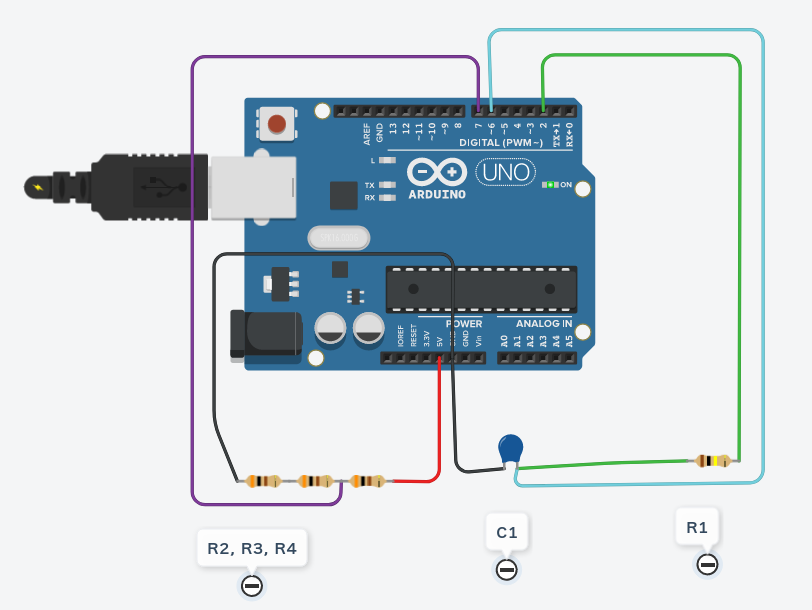 AREF
GND
13
12
~11
~10
~9
8
7
~6
~5
~4
~3
2
TX→1
RX←0
DIGITAL (PWM~)
L
TX
RX
ARDUINO
UNO
ON
POWER
ANALOG IN
IOREF
RESET
3.3V
5V
GND
Vin
A0
A1
A2
A3
A4
A5
R2, R3, R4
C1
R1